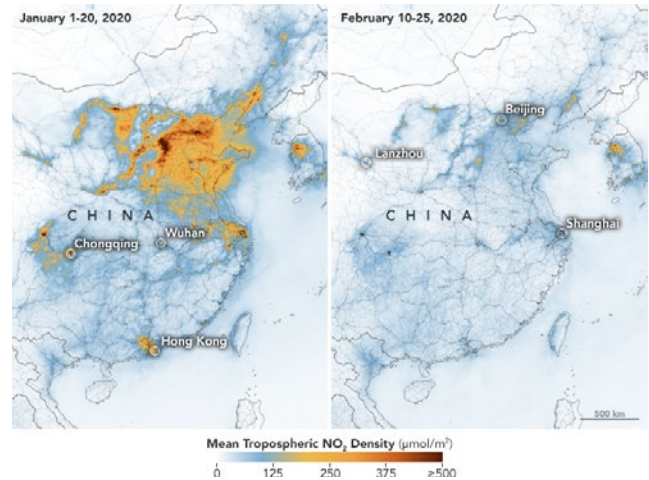 January 1-20, 2020
February 10-25, 2020
Beijing
Lanzhou
CHINA
CHINA
Wuhan
Shanghai
Chongqing
Hong Kong
500 km
Mean Tropospheric NO₂ Density (μmol/m²)
0 125 250 375 ≥500